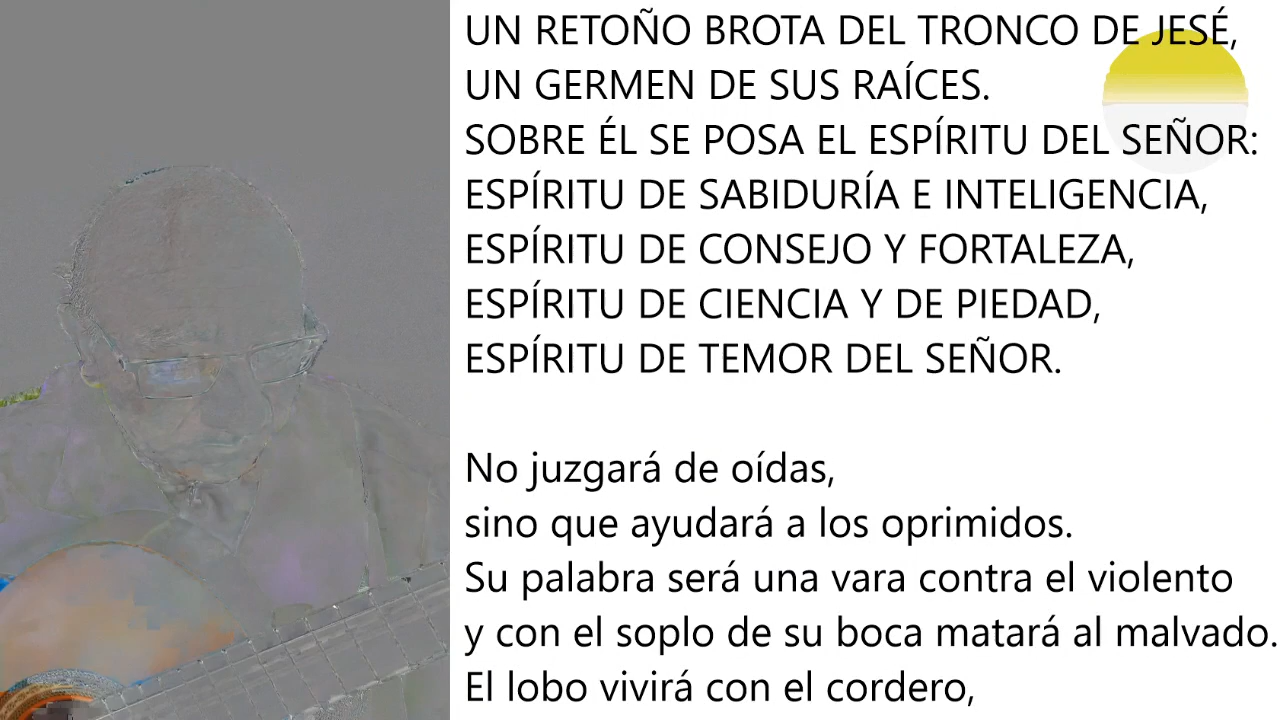 UN RETOÑO BROTA DEL TRONCO DE JESÉ,
UN GERMEN DE SUS RAÍCES.
SOBRE ÉL SE POSA EL ESPÍRITU DEL SEÑOR:
ESPÍRITU DE SABIDURÍA E INTELIGENCIA,
ESPÍRITU DE CONSEJO Y FORTALEZA,
ESPÍRITU DE CIENCIA Y DE PIEDAD,
ESPÍRITU DE TEMOR DEL SEÑOR.
No juzgará de oídas,
sino que ayudará a los oprimidos.
Su palabra será una vara contra el violento
y con el soplo de su boca matará al malvado.
El lobo vivirá con el cordero,